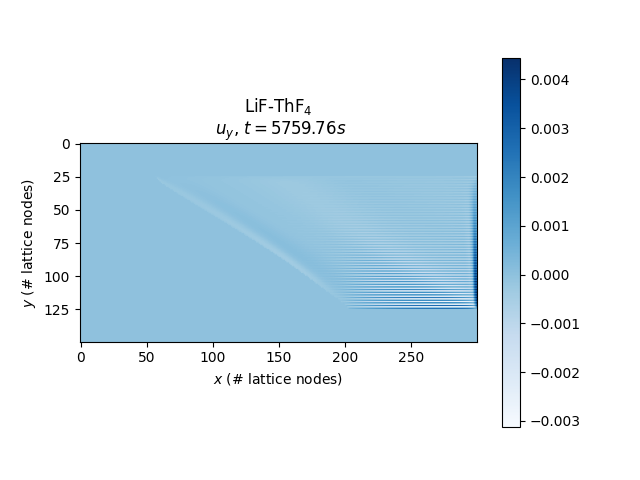 LiF-ThF₄
u_y, t = 5759.76s
0
25
50
75
100
125
y (# lattice nodes)
0 50 100 150 200 250
x (# lattice nodes)
0.004
0.003
0.002
0.001
0.000
−0.001
−0.002
−0.003